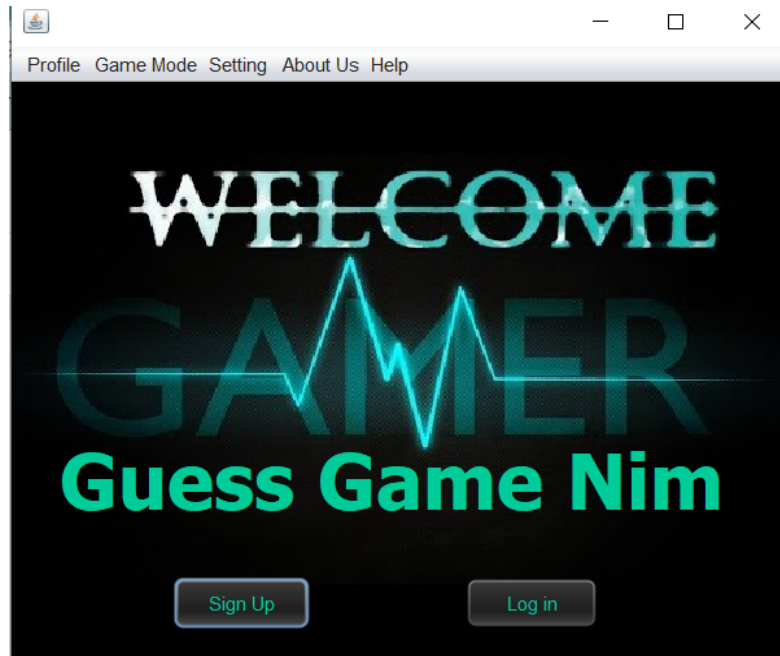 Profile Game Mode Setting About Us Help
WELCOME
GAMER
Guess Game Nim
Sign Up Log in